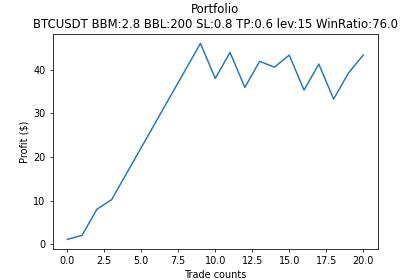 Portfolio
BTCUSDT BBM:2.8 BBL:200 SL:0.8 TP:0.6 lev:15 WinRatio:76.0
Profit ($)
40
30
20
10
0
0.0 2.5 5.0 7.5 10.0 12.5 15.0 17.5 20.0
Trade counts